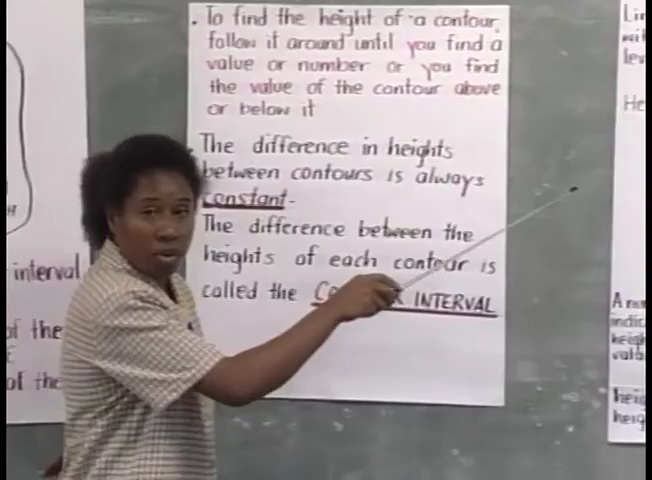 . To find the height of a contour,
follow it around until you find a
value or number or you find
the value of the contour above
or below it
. The difference in heights
between contours is always
constant-
The difference between the
heights of each contour is
called the INTERVAL
interval
of the
of the